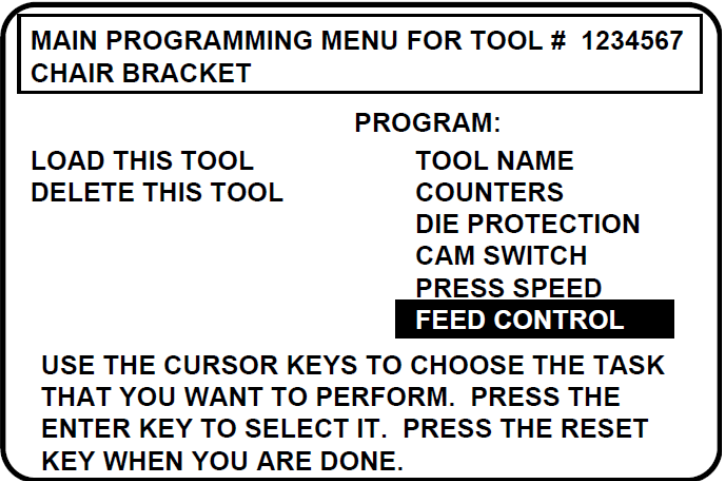 MAIN PROGRAMMING MENU FOR TOOL # 1234567
CHAIR BRACKET
PROGRAM:
LOAD THIS TOOL
DELETE THIS TOOL
TOOL NAME
COUNTERS
DIE PROTECTION
CAM SWITCH
PRESS SPEED
FEED CONTROL
USE THE CURSOR KEYS TO CHOOSE THE TASK
THAT YOU WANT TO PERFORM. PRESS THE
ENTER KEY TO SELECT IT. PRESS THE RESET
KEY WHEN YOU ARE DONE.